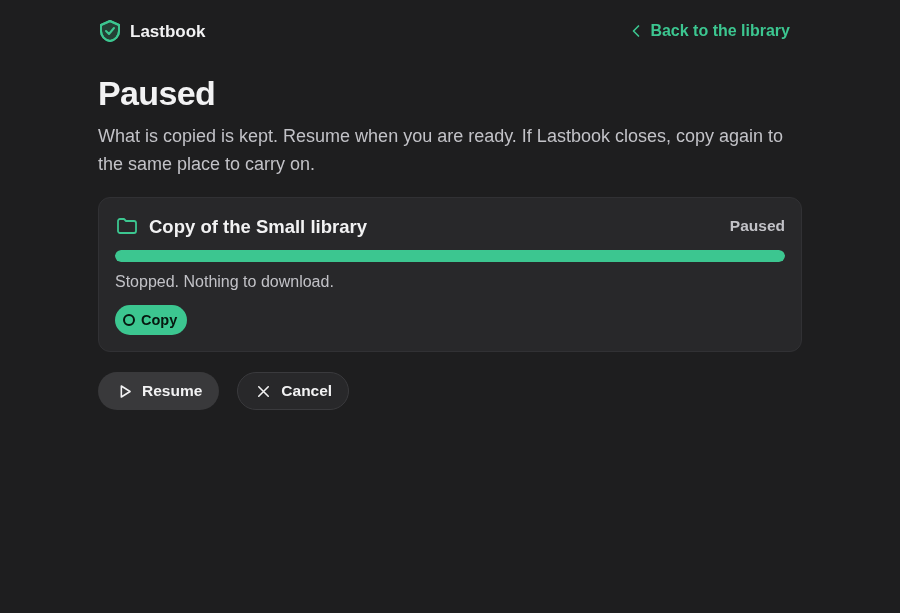 Lastbook
Back to the library
Paused
What is copied is kept. Resume when you are ready. If Lastbook closes, copy again to
the same place to carry on.
Copy of the Small library
Paused
Stopped. Nothing to download.
Copy
Resume
Cancel